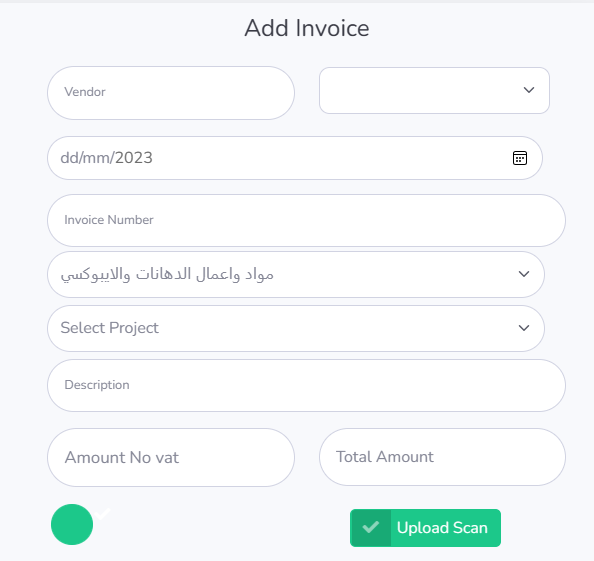 Add Invoice
Vendor
dd/mm/2023
Invoice Number
مواد واعمال الدهانات والايبوكسي
Select Project
Description
Amount No vat
Total Amount
Upload Scan